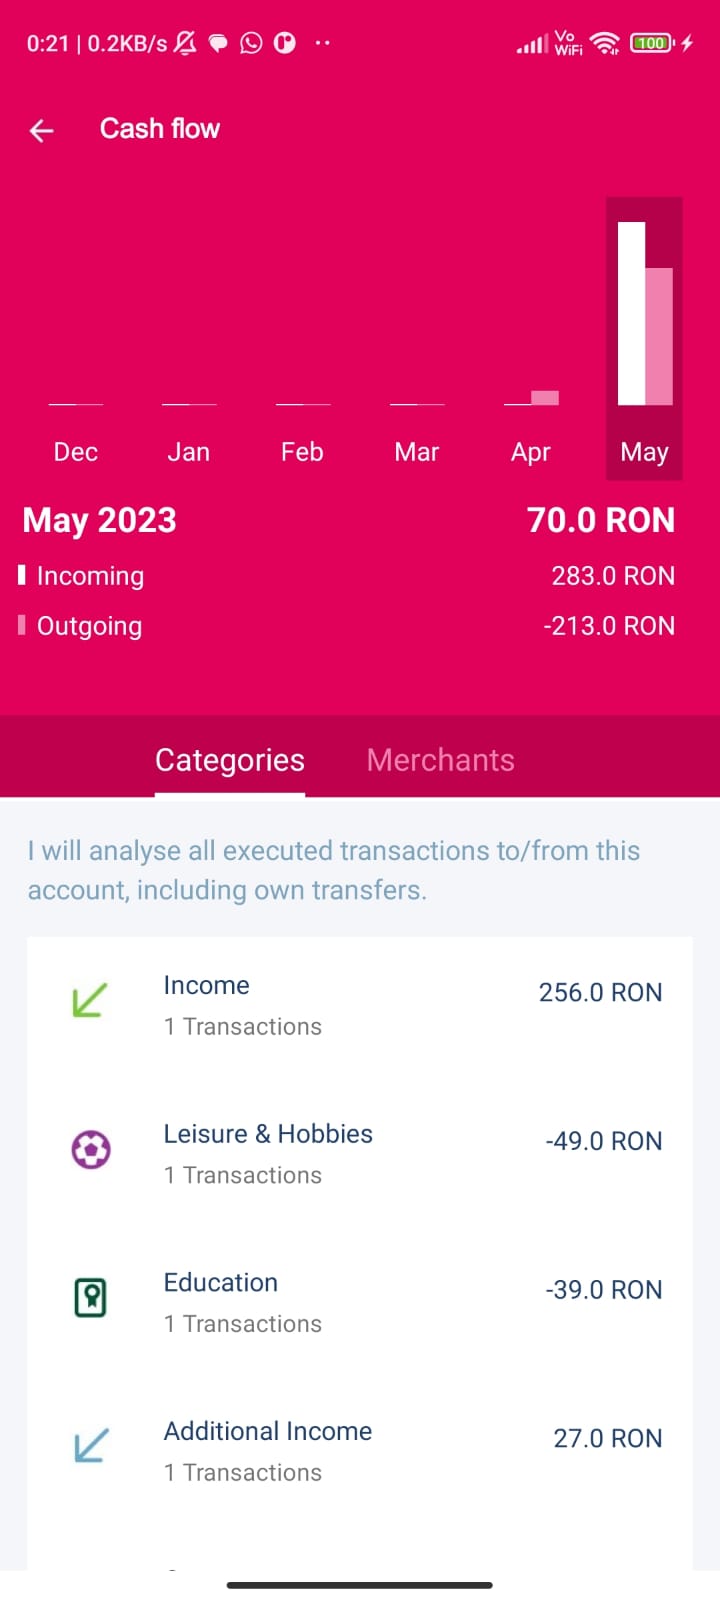 0:21 | 0.2KB/s
Vo
WiFi
100
Cash flow
Dec Jan Feb Mar Apr May
May 2023 70.0 RON
Incoming 283.0 RON
Outgoing -213.0 RON
Categories Merchants
I will analyse all executed transactions to/from this
account, including own transfers.
Income 256.0 RON
1 Transactions
Leisure & Hobbies -49.0 RON
1 Transactions
Education -39.0 RON
1 Transactions
Additional Income 27.0 RON
1 Transactions